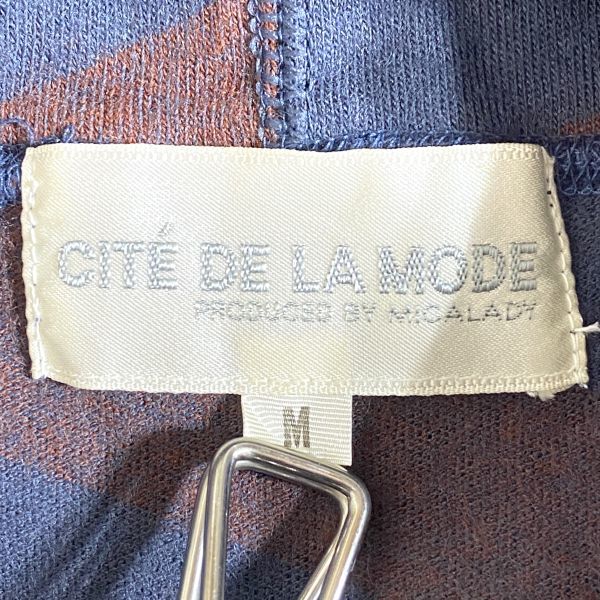 CITÉ DE LA MODE
PRODUCED BY MICALADY
M